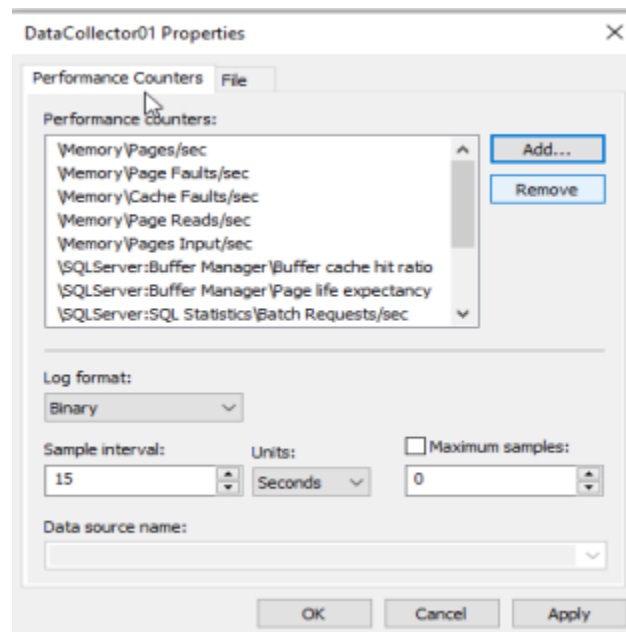 DataCollector01 Properties
Performance Counters File
Performance counters:
\Memory\Pages/sec
\Memory\Page Faults/sec
\Memory\Cache Faults/sec
\Memory\Page Reads/sec
\Memory\Pages Input/sec
\SQLServer:Buffer Manager\Buffer cache hit ratio
\SQLServer:Buffer Manager\Page life expectancy
\SQLServer:SQL Statistics\Batch Requests/sec
Add...
Remove
Log format:
Binary
Sample interval:
15
Units:
Seconds
Maximum samples:
0
Data source name:
OK Cancel Apply